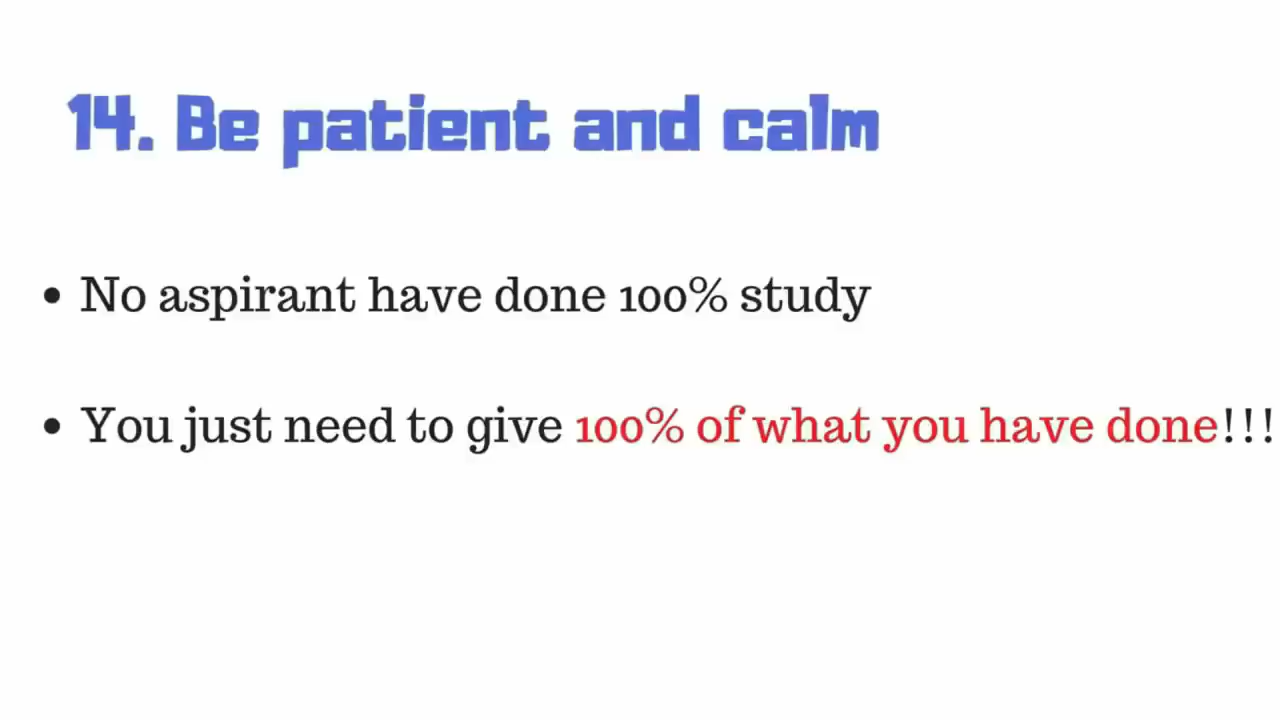 14. Be patient and calm
• No aspirant have done 100% study
• You just need to give 100% of what you have done!!!